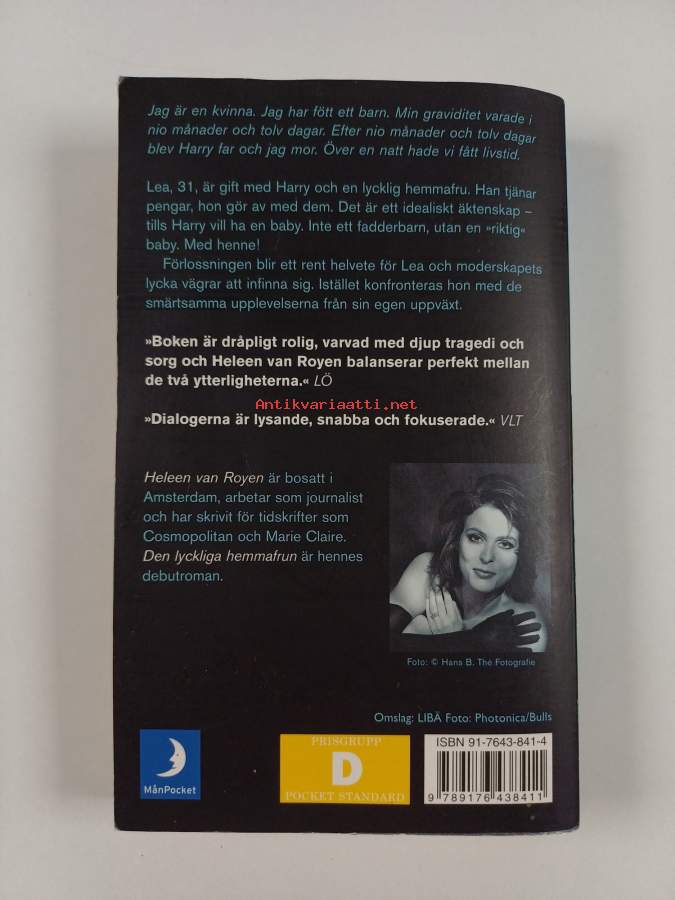 Jag är en kvinna. Jag har fött ett barn. Min graviditet varade i
nio månader och tolv dagar. Efter nio månader och tolv dagar
blev Harry far och jag mor. Över en natt hade vi fått livstid.
Lea, 31, är gift med Harry och en lycklig hemmafru. Han tjänar
pengar, hon gör av med dem. Det är ett idealiskt äktenskap –
tills Harry vill ha en baby. Inte ett fadderbarn, utan en »riktig«
baby. Med henne!
Förlossningen blir ett rent helvete för Lea och moderskapets
lycka vägrar att infinna sig. Istället konfronteras hon med de
smärtsamma upplevelserna från sin egen uppväxt.
»Boken är dråpligt rolig, varvad med djup tragedi och
sorg och Heleen van Royen balanserar perfekt mellan
de två ytterligheterna.« LÖ
Antikvariaatti.net
»Dialogerna är lysande, snabba och fokuserade.« VLT
Heleen van Royen är bosatt i
Amsterdam, arbetar som journalist
och har skrivit för tidskrifter som
Cosmopolitan och Marie Claire.
Den lyckliga hemmafrun är hennes
debutroman.
Foto: © Hans B. Thé Fotografie
Omslag: LIBÄ Foto: Photonica/Bulls
MånPocket
PRISGRUPP
D
POCKET STANDARD
ISBN 91-7643-841-4
9 789176 438411